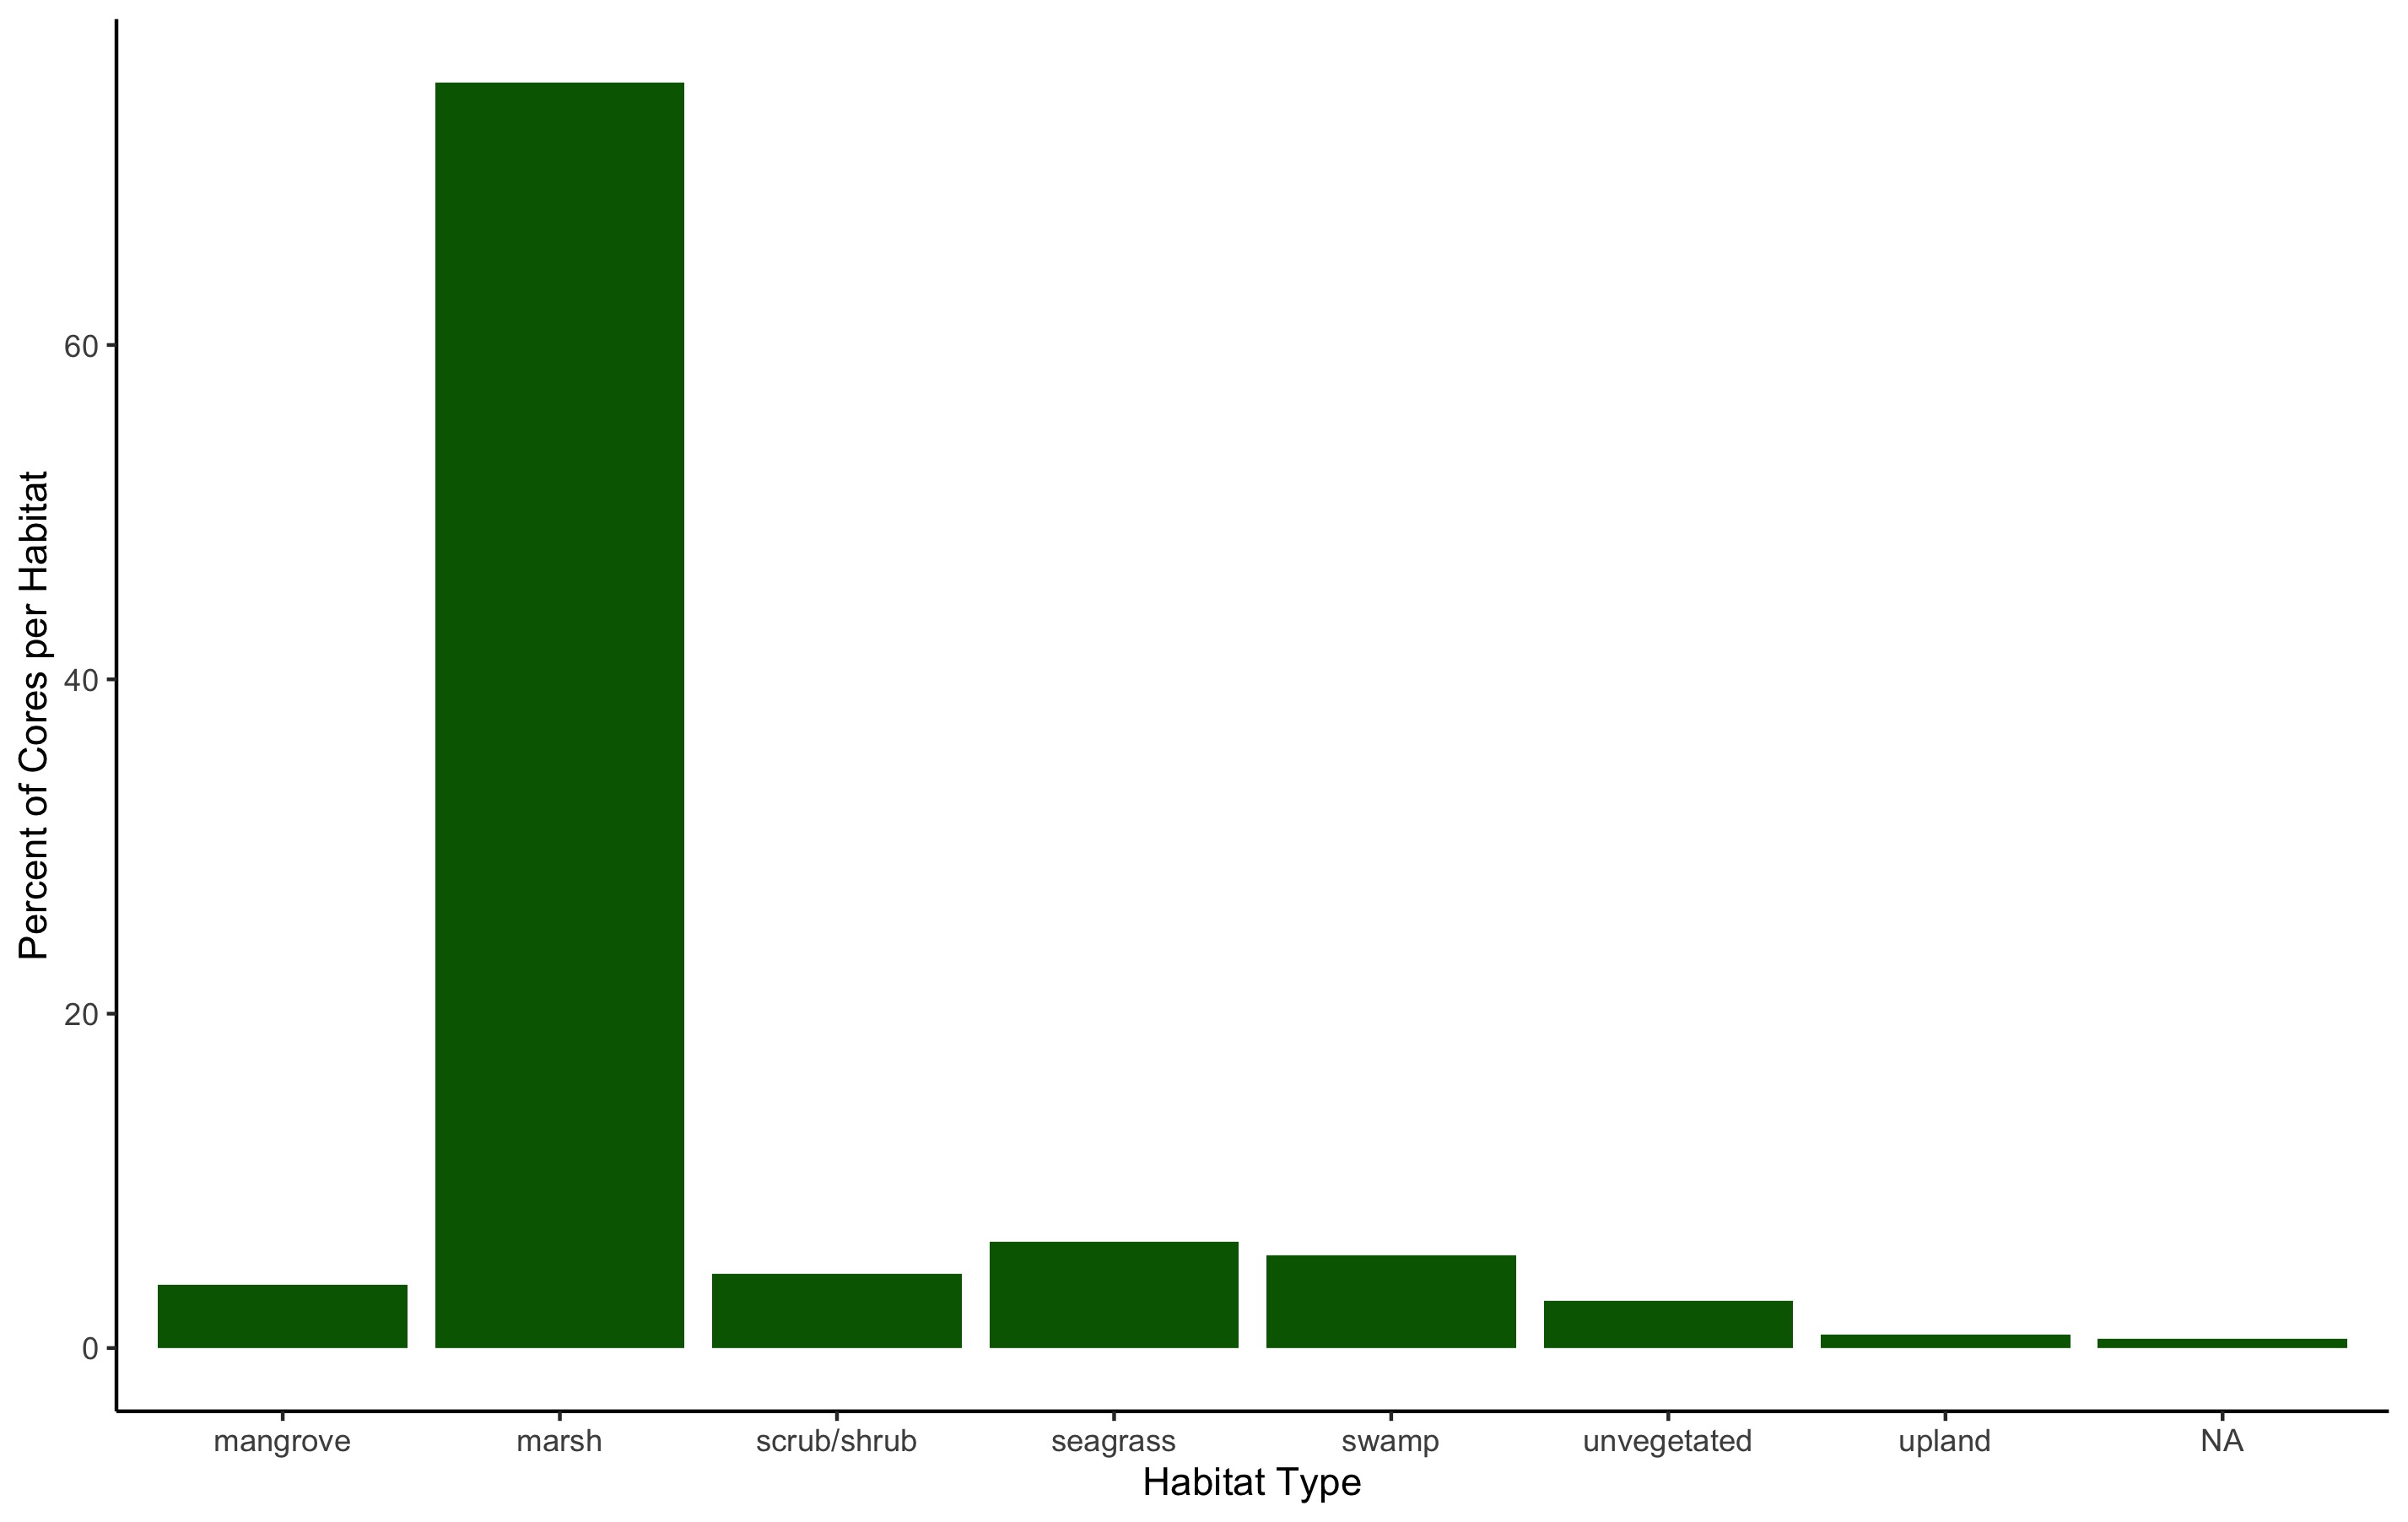 Percent of Cores per Habitat
60
40
20
0
mangrove marsh scrub/shrub seagrass swamp unvegetated upland NA
Habitat Type